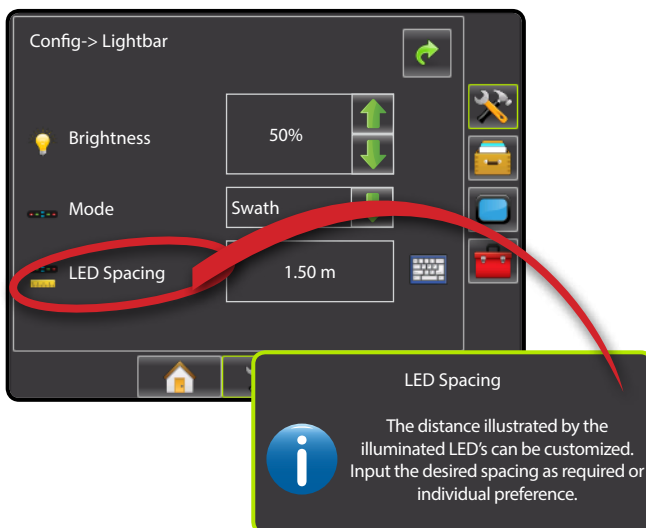 Config-> Lightbar
Brightness
50%
Mode
Swath
LED Spacing
1.50 m
LED Spacing
The distance illustrated by the
illuminated LED's can be customized.
Input the desired spacing as required or
individual preference.